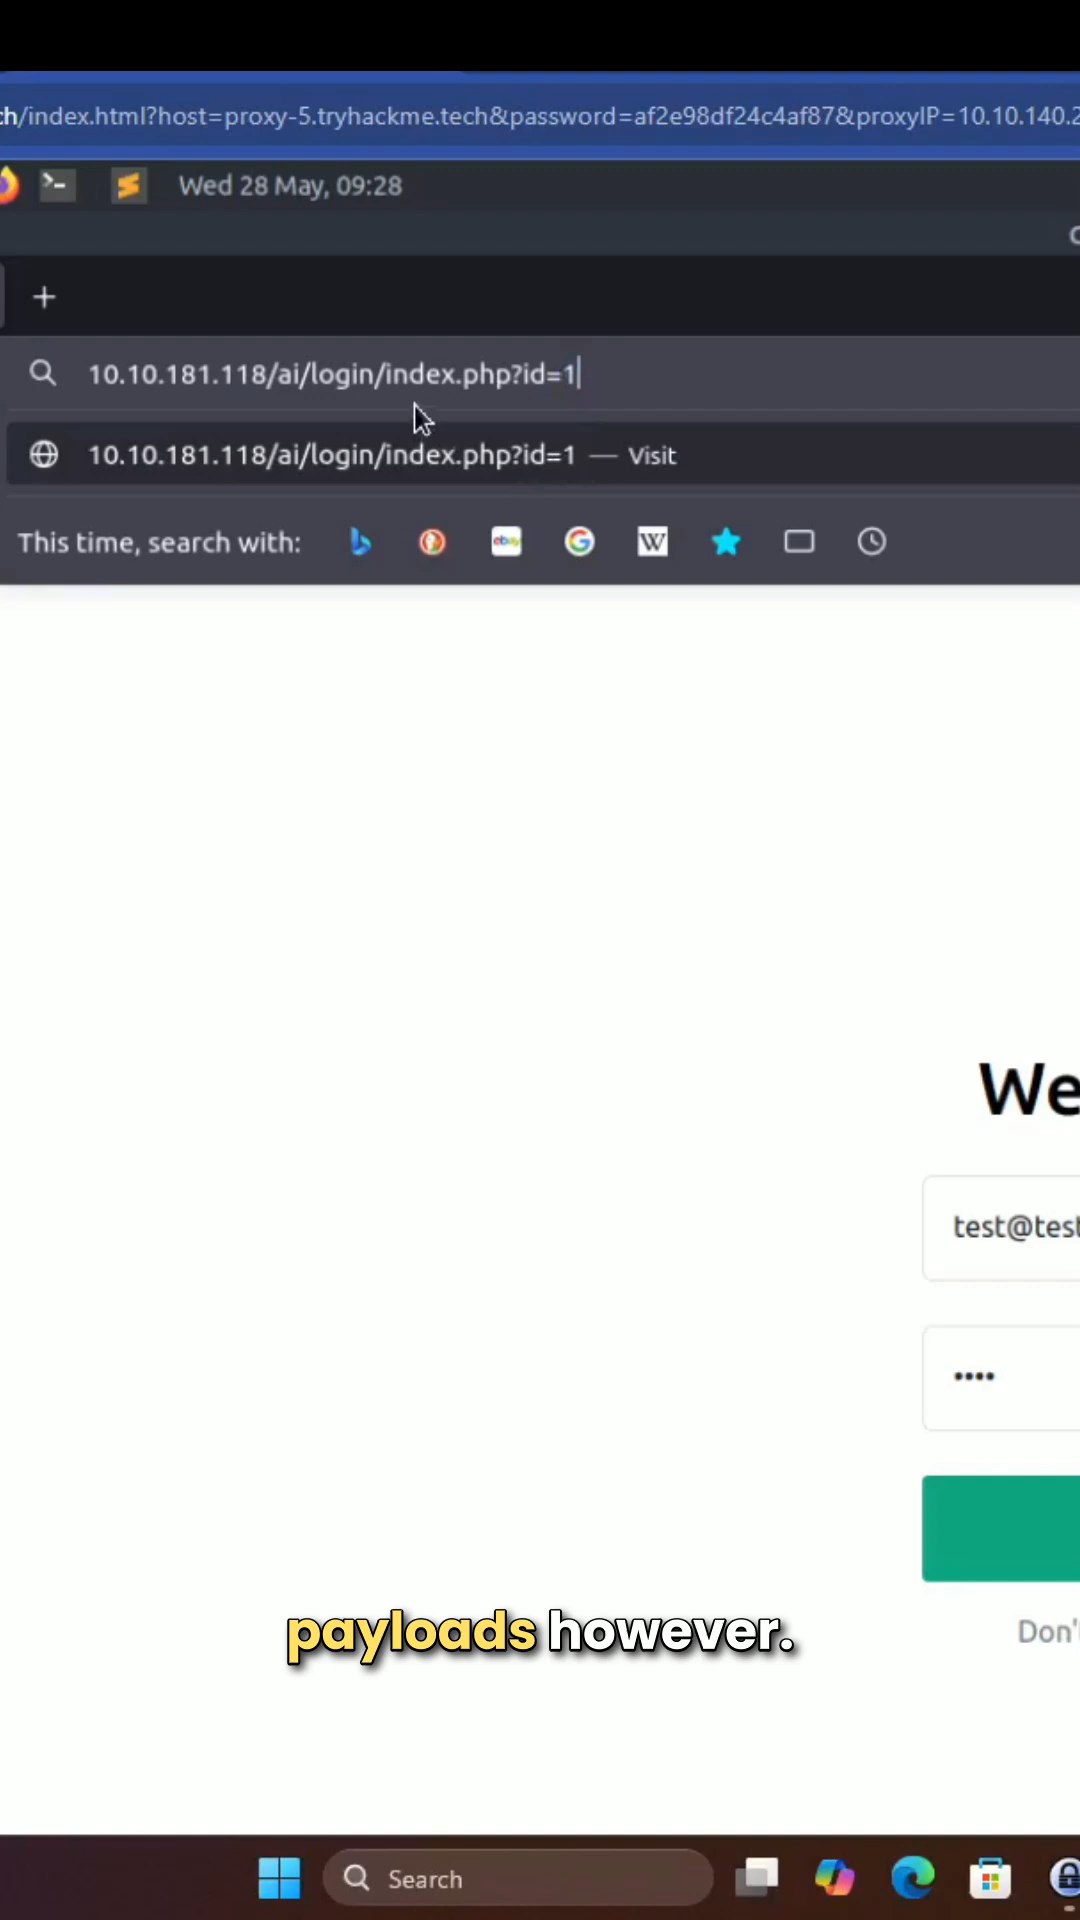 ch/index.html?host=proxy-5.tryhackme.tech&password=af2e98df24c4af87&proxyIP=10.10.140.2
Wed 28 May, 09:28
10.10.181.118/ai/login/index.php?id=1
10.10.181.118/ai/login/index.php?id=1 — Visit
This time, search with:
ebay
W
We
test@test
••••
payloads however.
Don'
Search